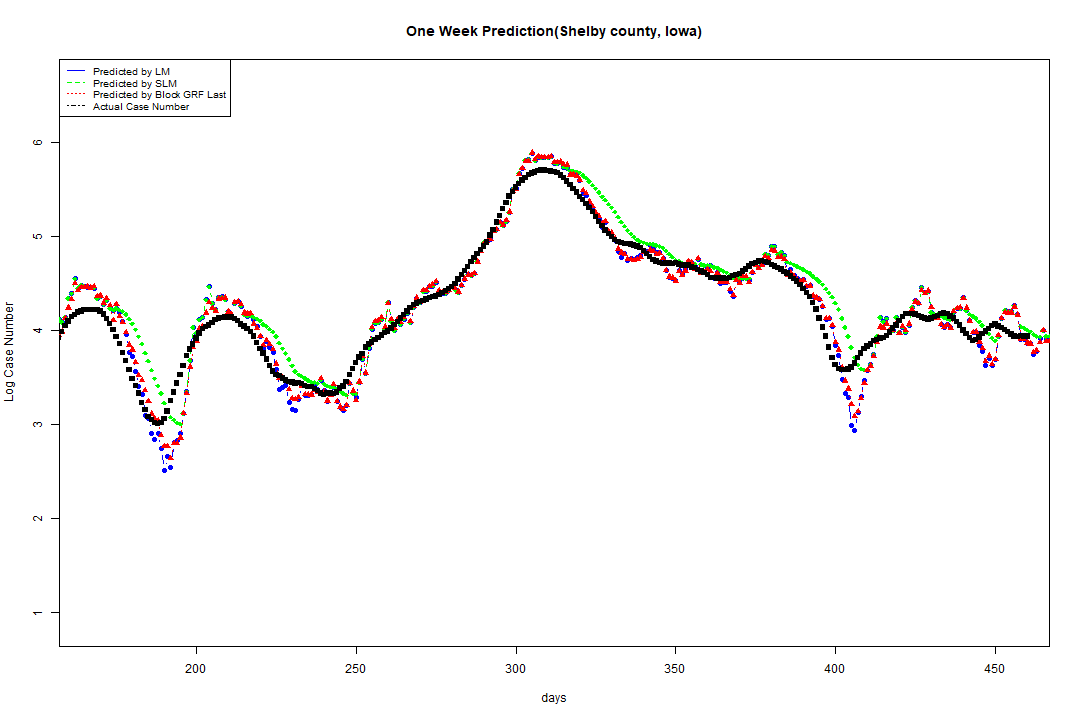 One Week Prediction(Shelby county, Iowa)
Predicted by LM
Predicted by SLM
Predicted by Block GRF Last
Actual Case Number
Log Case Number
6
5
4
3
2
1
200 250 300 350 400 450
days